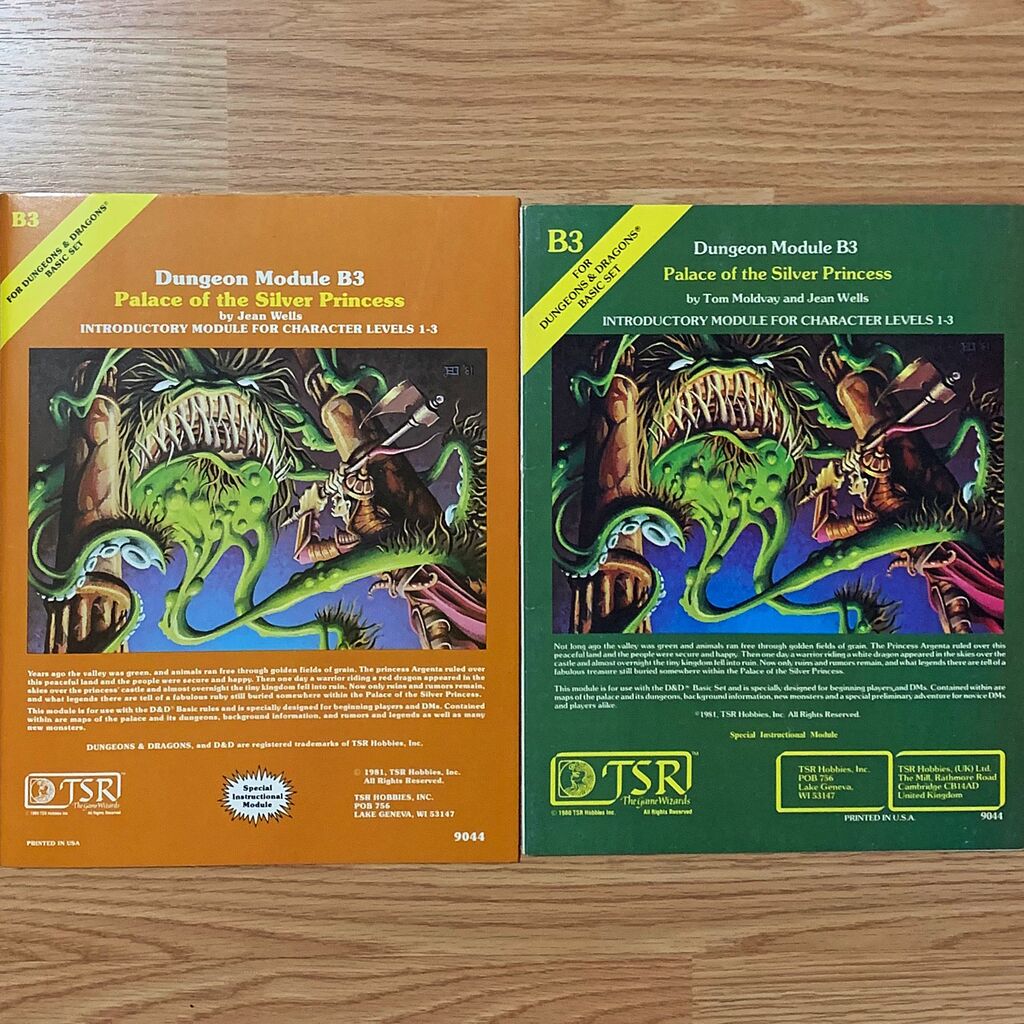 B3
FOR DUNGEONS & DRAGONS®
BASIC SET
Dungeon Module B3
Palace of the Silver Princess
by Jean Wells
INTRODUCTORY MODULE FOR CHARACTER LEVELS 1-3
Years ago the valley was green, and animals ran free through golden fields of grain. The princess Argenta ruled over
this peaceful land and the people were secure and happy. Then one day a warrior riding a red dragon appeared in the
skies over the princess' castle and almost overnight the tiny kingdom fell into ruin. Now only ruins and rumors remain,
and what legends there are tell of a fabulous ruby still buried somewhere within the Palace of the Silver Princess.
This module is for use with the D&D® Basic rules and is specially designed for beginning players and DMs. Contained
within are maps of the palace and its dungeons, background information, and rumors and legends as well as many
new monsters.
DUNGEONS & DRAGONS, and D&D are registered trademarks of TSR Hobbies, Inc.
TSR™
The Game Wizards
© 1980 TSR Hobbies Inc
All Rights Reserved
Special
Instructional
Module
© 1981, TSR Hobbies, Inc.
All Rights Reserved.
TSR HOBBIES, INC.
POB 756
LAKE GENEVA, WI 53147
9044
PRINTED IN USA
B3
FOR
DUNGEONS & DRAGONS®
BASIC SET
Dungeon Module B3
Palace of the Silver Princess
by Tom Moldvay and Jean Wells
INTRODUCTORY MODULE FOR CHARACTER LEVELS 1-3
Not long ago the valley was green and animals ran free through golden fields of grain. The Princess Argenta ruled over this
peaceful land and the people were secure and happy. Then one day a warrior riding a white dragon appeared in the skies over the
castle and almost overnight the tiny kingdom fell into ruin. Now only ruins and rumors remain, and what legends there are tell of a
fabulous treasure still buried somewhere within the Palace of the Silver Princess.
This module is for use with the D&D® Basic Set and is specially designed for beginning players and DMs. Contained within are
maps of the palace and its dungeons, background information, new monsters and a special preliminary adventure for novice DMs
and players alike.
©1981, TSR Hobbies, Inc. All Rights Reserved.
Special Instructional Module
TSR™
The Game Wizards
© 1980 TSR Hobbies Inc.
All Rights Reserved
TSR Hobbies, Inc.
POB 756
Lake Geneva,
WI 53147
TSR Hobbies, (UK) Ltd.
The Mill, Rathmore Road
Cambridge CB14AD
United Kingdom
PRINTED IN U.S.A.
9044